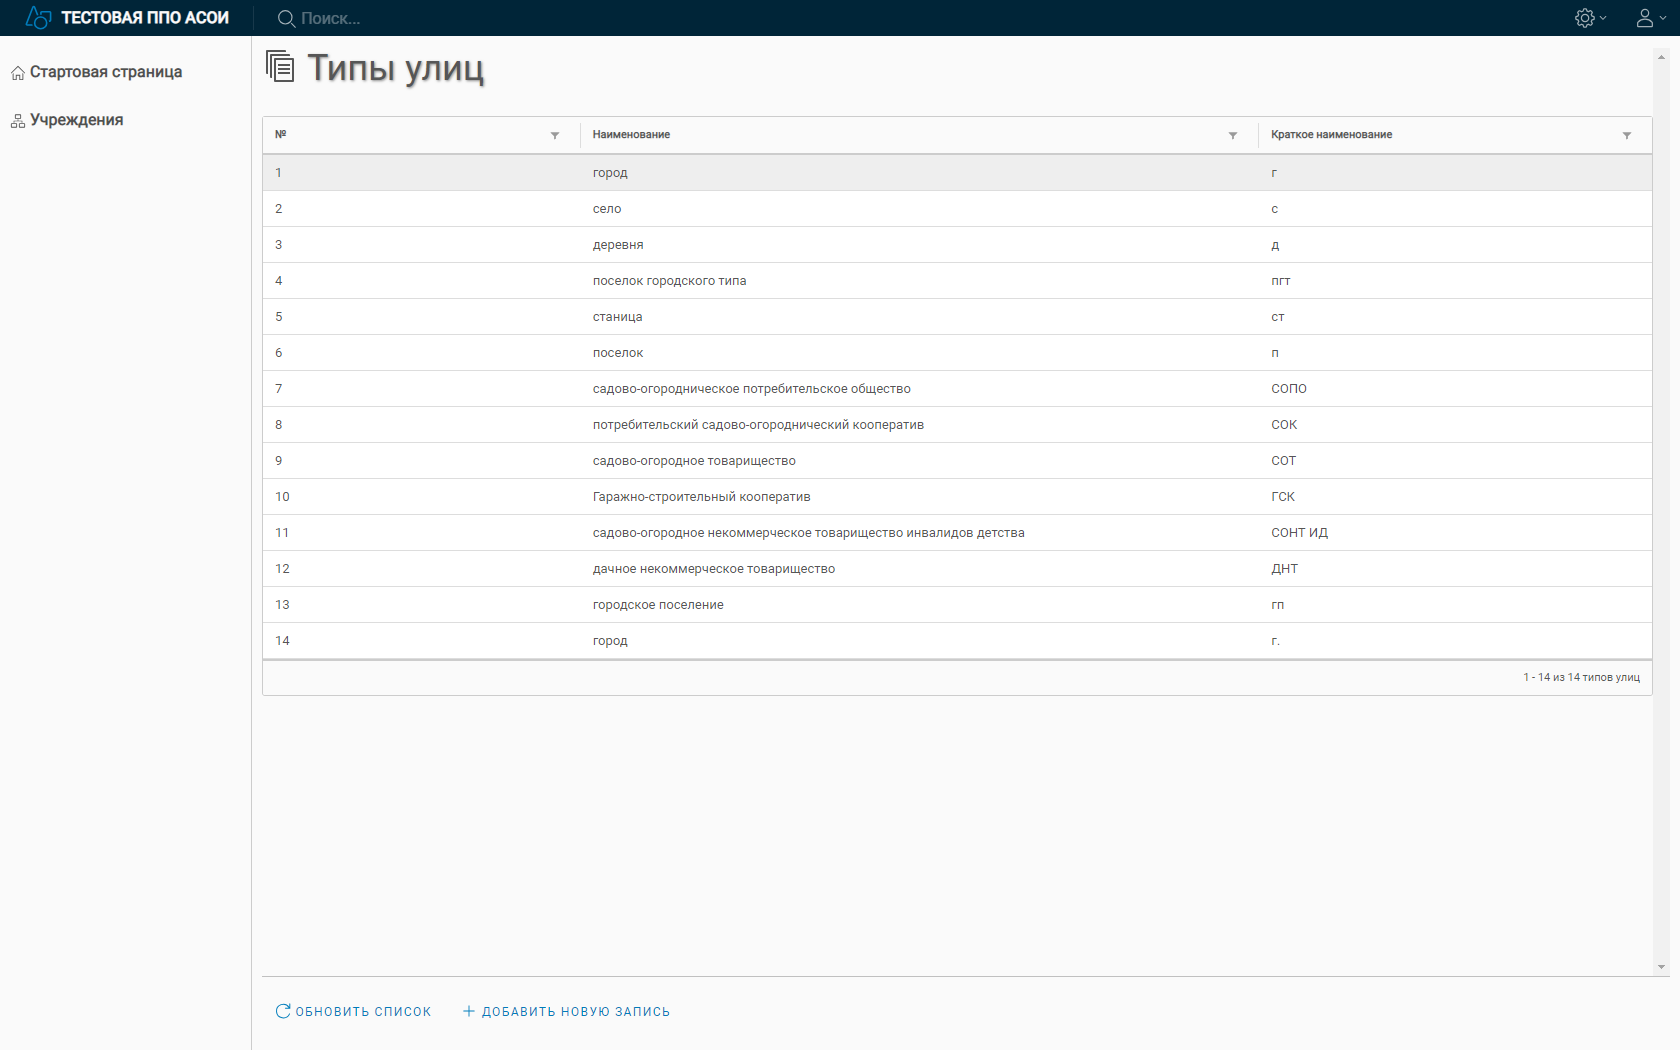 ТЕСТОВАЯ ППО АСОИ
Поиск...
Стартовая страница
Учреждения
Типы улиц
№ Наименование Краткое наименование
1 город г
2 село с
3 деревня д
4 поселок городского типа пгт
5 станица ст
6 поселок п
7 садово-огородническое потребительское общество СОПО
8 потребительский садово-огороднический кооператив СОК
9 садово-огородное товарищество СОТ
10 Гаражно-строительный кооператив ГСК
11 садово-огородное некоммерческое товарищество инвалидов детства СОНТ ИД
12 дачное некоммерческое товарищество ДНТ
13 городское поселение гп
14 город г.
1 - 14 из 14 типов улиц
ОБНОВИТЬ СПИСОК
ДОБАВИТЬ НОВУЮ ЗАПИСЬ